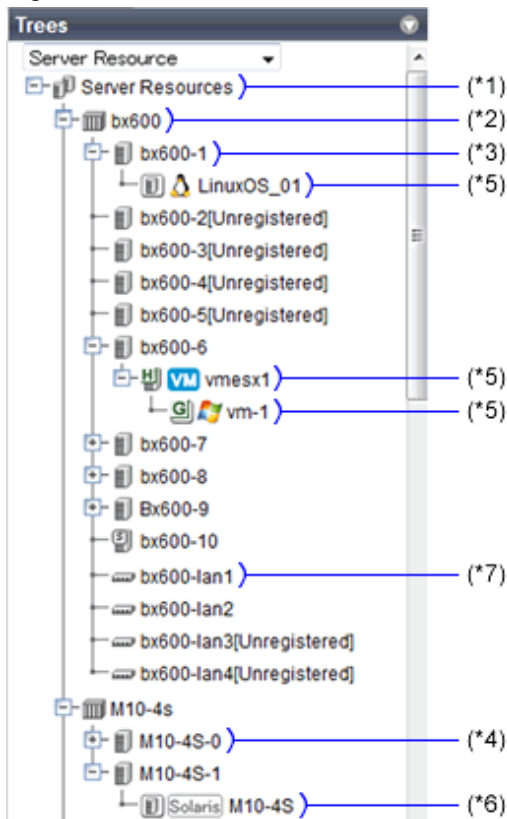 Trees
Server Resource
Server Resources (*1)
bx600 (*2)
bx600-1 (*3)
LinuxOS_01 (*5)
bx600-2[Unregistered]
bx600-3[Unregistered]
bx600-4[Unregistered]
bx600-5[Unregistered]
bx600-6
H VM vmesx1 (*5)
G vm-1 (*5)
bx600-7
bx600-8
Bx600-9
S bx600-10
bx600-lan1 (*7)
bx600-lan2
bx600-lan3[Unregistered]
bx600-lan4[Unregistered]
M10-4s
M10-4S-0 (*4)
M10-4S-1
Solaris M10-4S (*6)